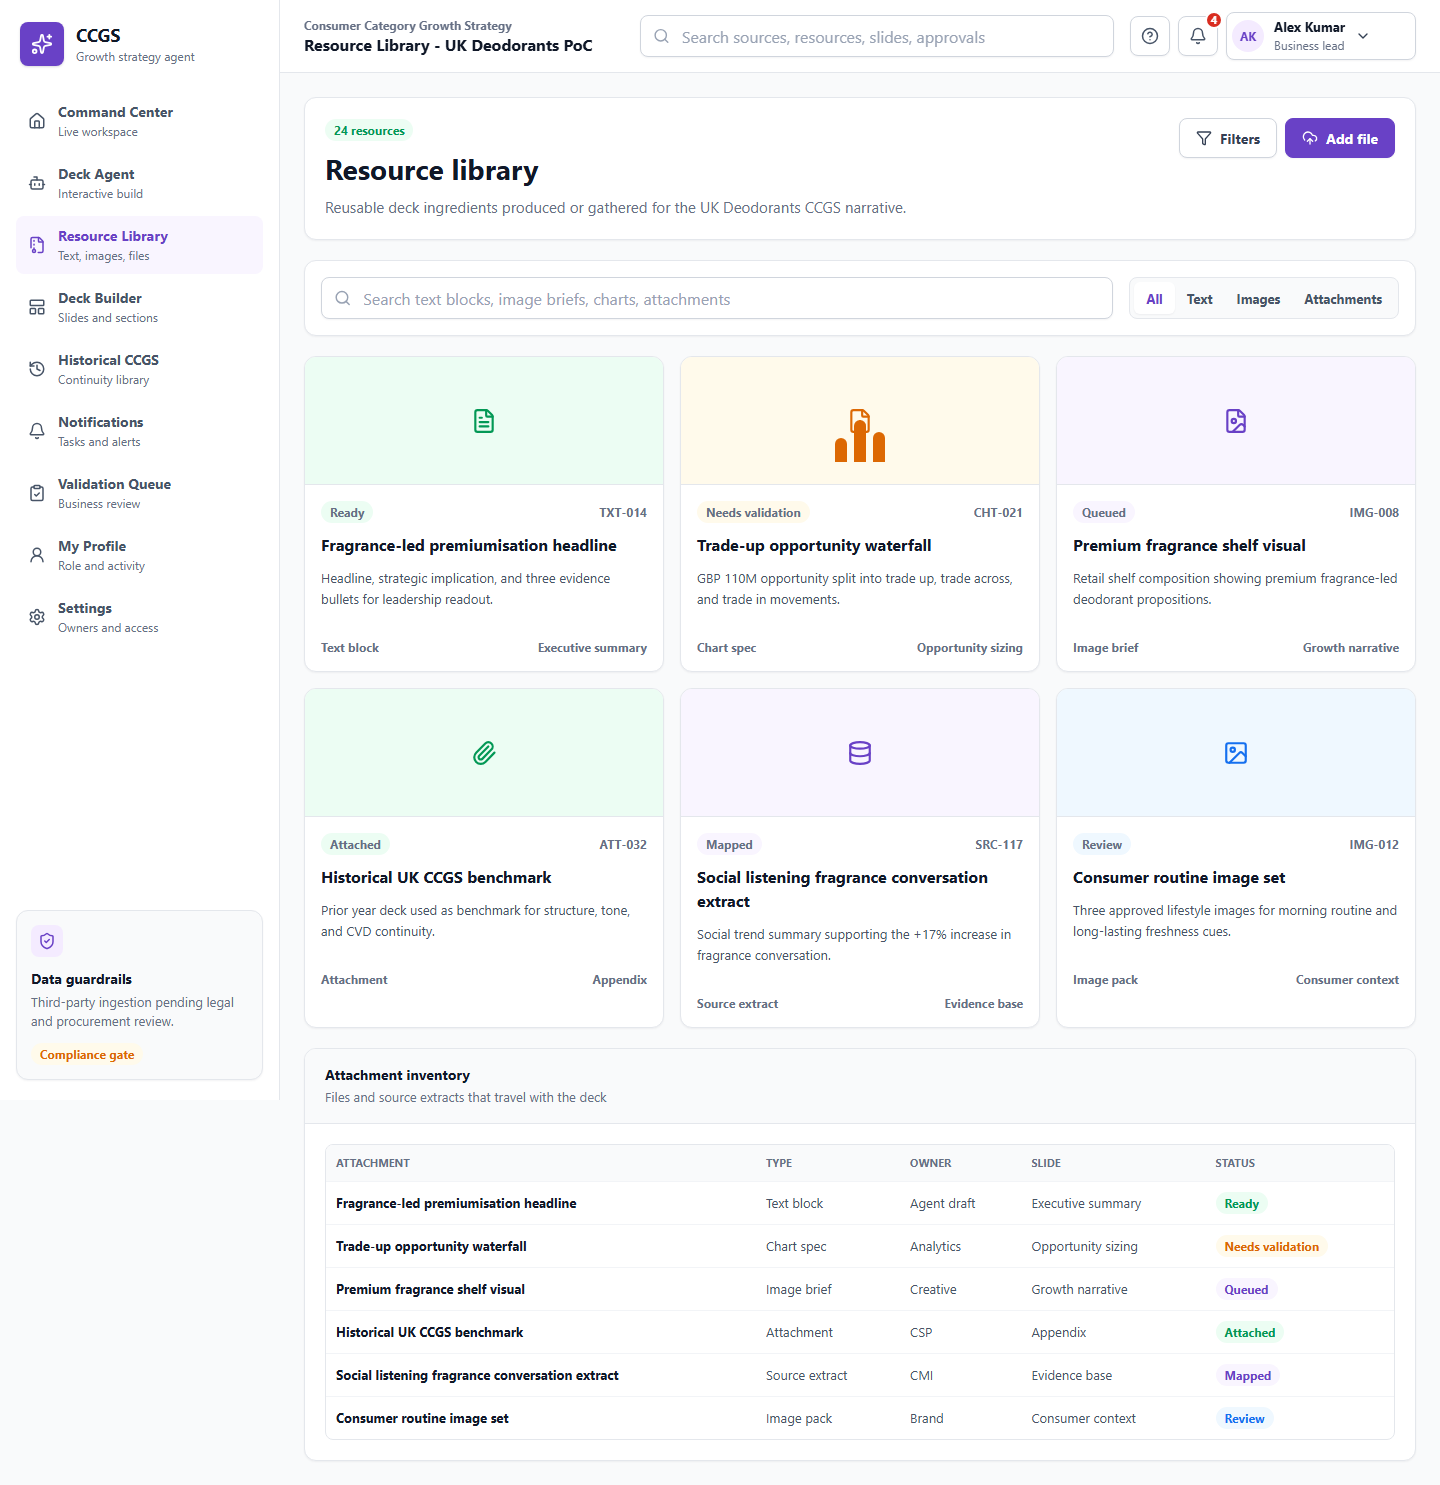 CCGS
Growth strategy agent
Command Center
Live workspace
Deck Agent
Interactive build
Resource Library
Text, images, files
Deck Builder
Slides and sections
Historical CCGS
Continuity library
Notifications
Tasks and alerts
Validation Queue
Business review
My Profile
Role and activity
Settings
Owners and access
Data guardrails
Third-party ingestion pending legal
and procurement review.
Compliance gate
Consumer Category Growth Strategy
Resource Library - UK Deodorants PoC
Search sources, resources, slides, approvals
4
AK
Alex Kumar
Business lead
24 resources
Resource library
Reusable deck ingredients produced or gathered for the UK Deodorants CCGS narrative.
Filters
Add file
Search text blocks, image briefs, charts, attachments
All Text Images Attachments
Ready TXT-014
Fragrance-led premiumisation headline
Headline, strategic implication, and three evidence
bullets for leadership readout.
Text block Executive summary
Needs validation CHT-021
Trade-up opportunity waterfall
GBP 110M opportunity split into trade up, trade across,
and trade in movements.
Chart spec Opportunity sizing
Queued IMG-008
Premium fragrance shelf visual
Retail shelf composition showing premium fragrance-led
deodorant propositions.
Image brief Growth narrative
Attached ATT-032
Historical UK CCGS benchmark
Prior year deck used as benchmark for structure, tone,
and CVD continuity.
Attachment Appendix
Mapped SRC-117
Social listening fragrance conversation
extract
Social trend summary supporting the +17% increase in
fragrance conversation.
Source extract Evidence base
Review IMG-012
Consumer routine image set
Three approved lifestyle images for morning routine and
long-lasting freshness cues.
Image pack Consumer context
Attachment inventory
Files and source extracts that travel with the deck
ATTACHMENT TYPE OWNER SLIDE STATUS
Fragrance-led premiumisation headline Text block Agent draft Executive summary Ready
Trade-up opportunity waterfall Chart spec Analytics Opportunity sizing Needs validation
Premium fragrance shelf visual Image brief Creative Growth narrative Queued
Historical UK CCGS benchmark Attachment CSP Appendix Attached
Social listening fragrance conversation extract Source extract CMI Evidence base Mapped
Consumer routine image set Image pack Brand Consumer context Review